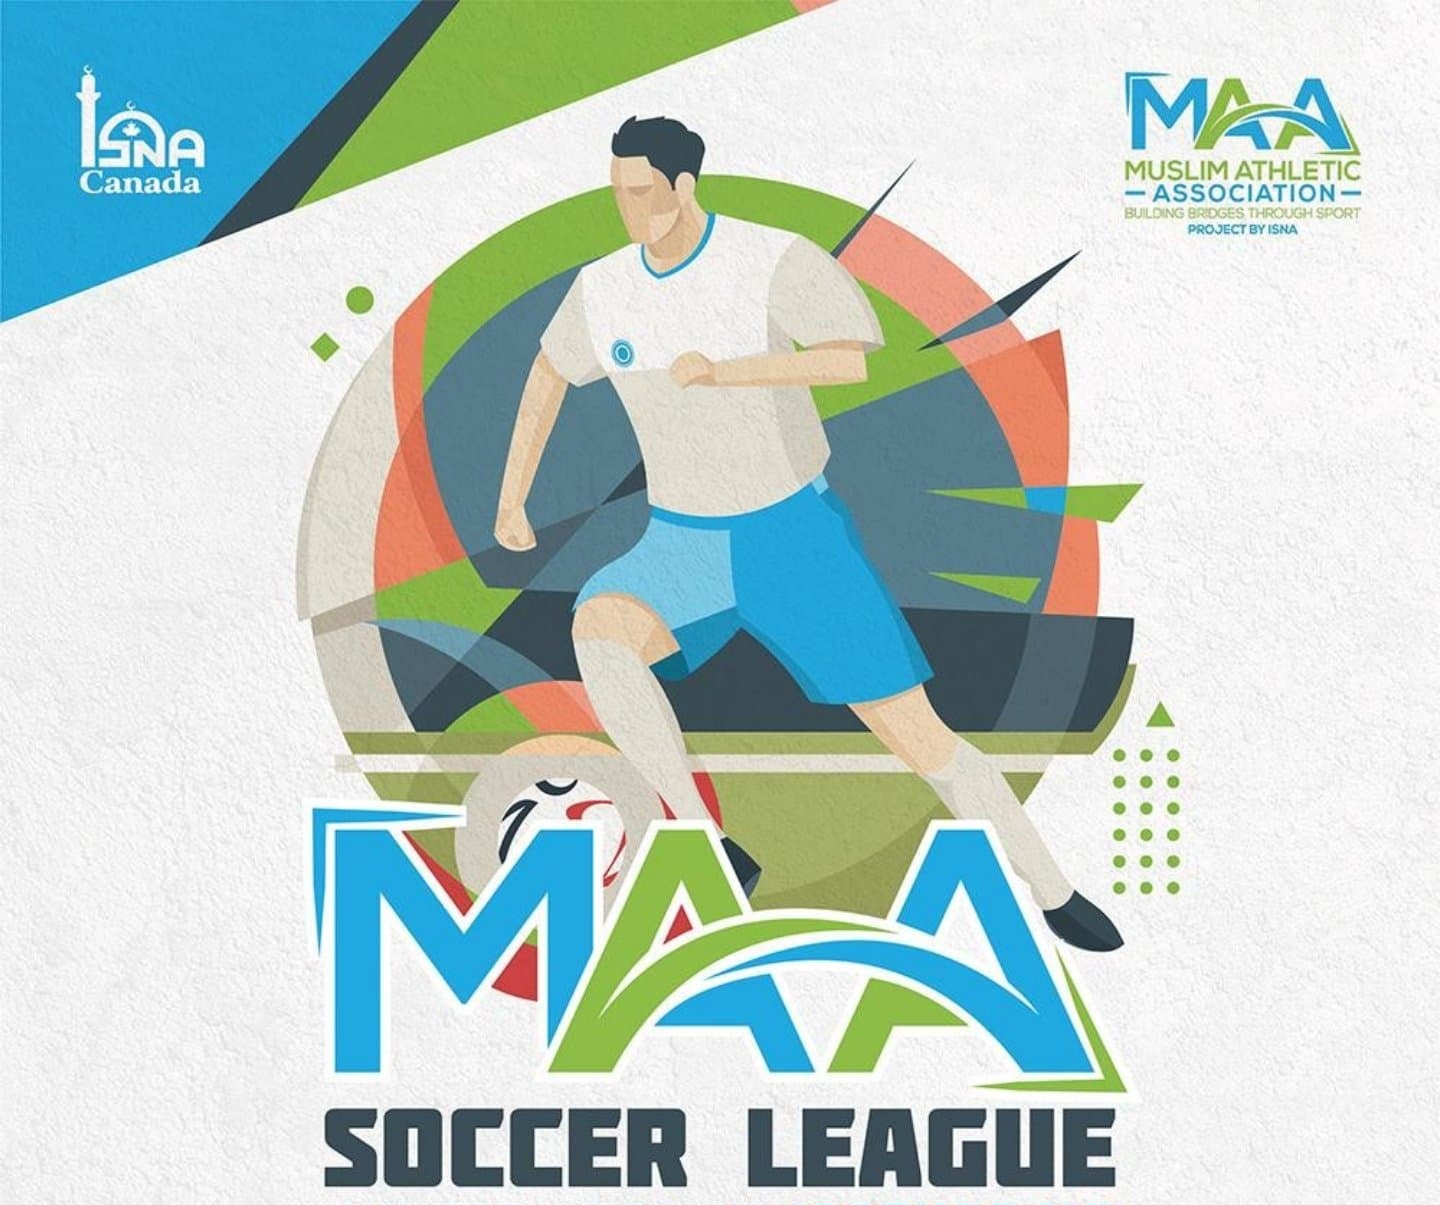 ISNA
Canada
MAA
MUSLIM ATHLETIC
ASSOCIATION
BUILDING BRIDGES THROUGH SPORT
PROJECT BY ISNA
MAA
SOCCER LEAGUE